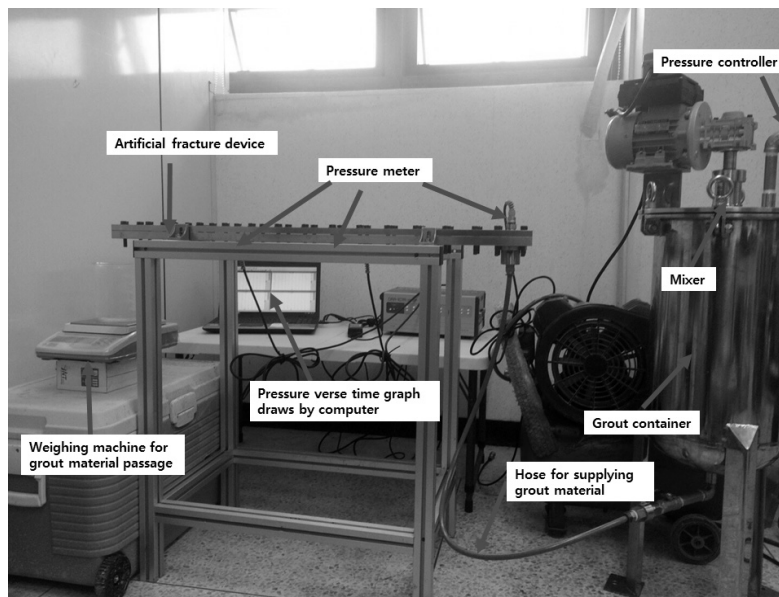 Pressure controller
Artificial fracture device
Pressure meter
Mixer
Pressure verse time graph
draws by computer
Grout container
Weighing machine for
grout material passage
Hose for supplying
grout material